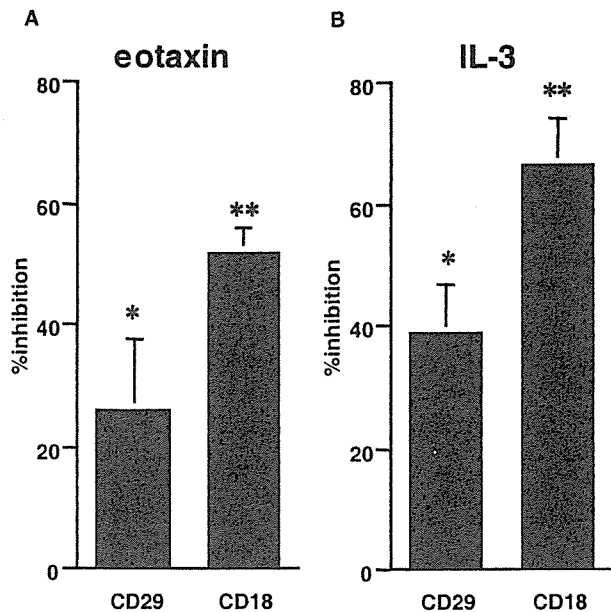 A
eotaxin
%inhibition
80
60
40
20
0
*
**
CD29 CD18
B
IL-3
%inhibition
80
60
40
20
0
*
**
CD29 CD18